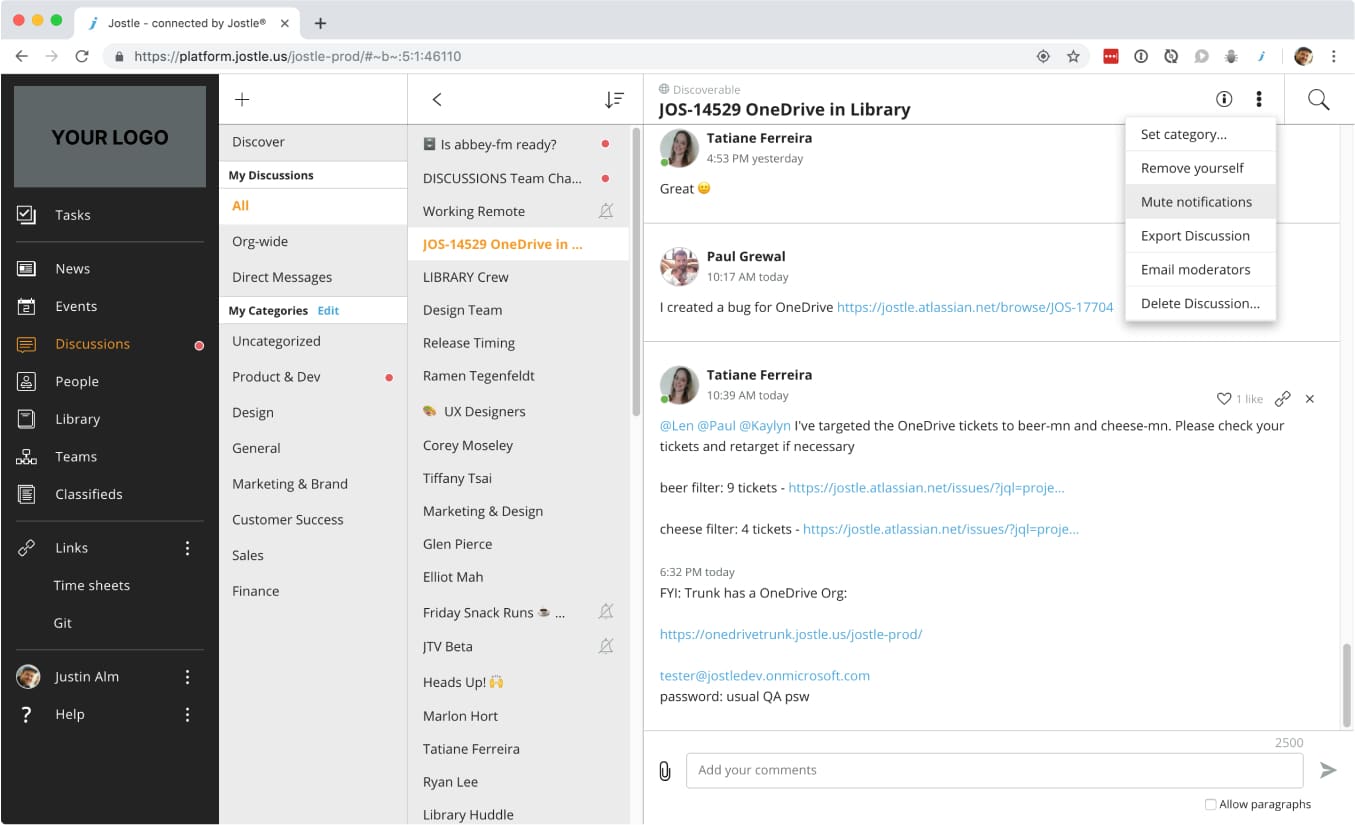 Jostle - connected by Jostle®
https://platform.jostle.us/jostle-prod/#~b~:5:1:46110
YOUR LOGO
Tasks
News
Events
Discussions
People
Library
Teams
Classifieds
Links
Time sheets
Git
Justin Alm
Help
Discover
My Discussions
All
Org-wide
Direct Messages
My Categories Edit
Uncategorized
Product & Dev
Design
General
Marketing & Brand
Customer Success
Sales
Finance
Is abbey-fm ready?
DISCUSSIONS Team Cha...
Working Remote
JOS-14529 OneDrive in ...
LIBRARY Crew
Design Team
Release Timing
Ramen Tegenfeldt
UX Designers
Corey Moseley
Tiffany Tsai
Marketing & Design
Glen Pierce
Elliot Mah
Friday Snack Runs ☕ ...
JTV Beta
Heads Up! 🙌
Marlon Hort
Tatiane Ferreira
Ryan Lee
Library Huddle
Discoverable
JOS-14529 OneDrive in Library
Tatiane Ferreira
4:53 PM yesterday
Great 😊
Paul Grewal
10:17 AM today
I created a bug for OneDrive https://jostle.atlassian.net/browse/JOS-17704
Tatiane Ferreira
10:39 AM today
1 like
@Len @Paul @Kaylyn I've targeted the OneDrive tickets to beer-mn and cheese-mn. Please check your
tickets and retarget if necessary
beer filter: 9 tickets - https://jostle.atlassian.net/issues/?jql=proje...
cheese filter: 4 tickets - https://jostle.atlassian.net/issues/?jql=proje...
6:32 PM today
FYI: Trunk has a OneDrive Org:
https://onedrivetrunk.jostle.us/jostle-prod/
tester@jostledev.onmicrosoft.com
password: usual QA psw
Set category...
Remove yourself
Mute notifications
Export Discussion
Email moderators
Delete Discussion...
2500
Add your comments
Allow paragraphs